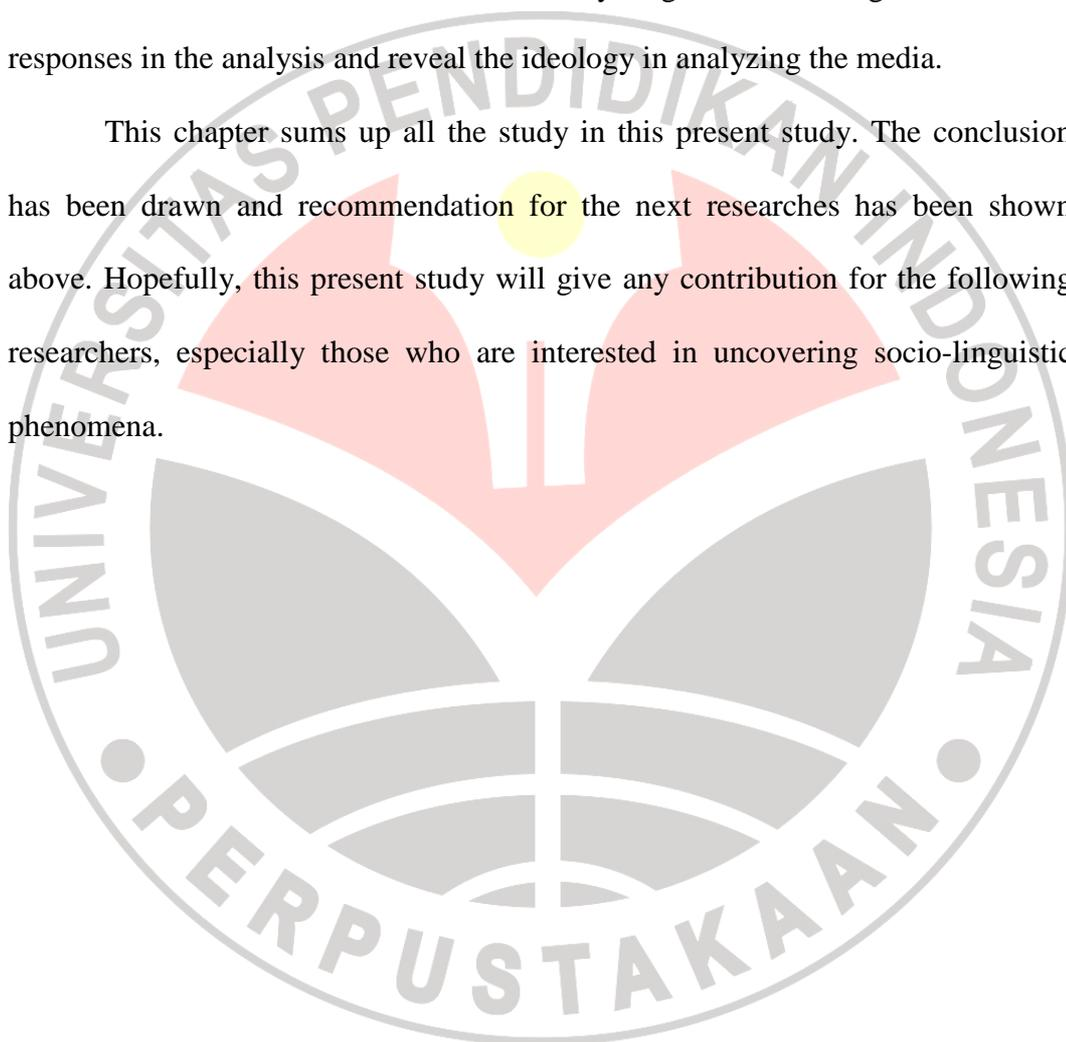 responses in the analysis and reveal the ideology in analyzing the media.
This chapter sums up all the study in this present study. The conclusion
has been drawn and recommendation for the next researches has been shown
above. Hopefully, this present study will give any contribution for the following
researchers, especially those who are interested in uncovering socio-linguistic
phenomena.
UNIVERSITAS PENDIDIKAN INDONESIA
PERPUSTAKAAN